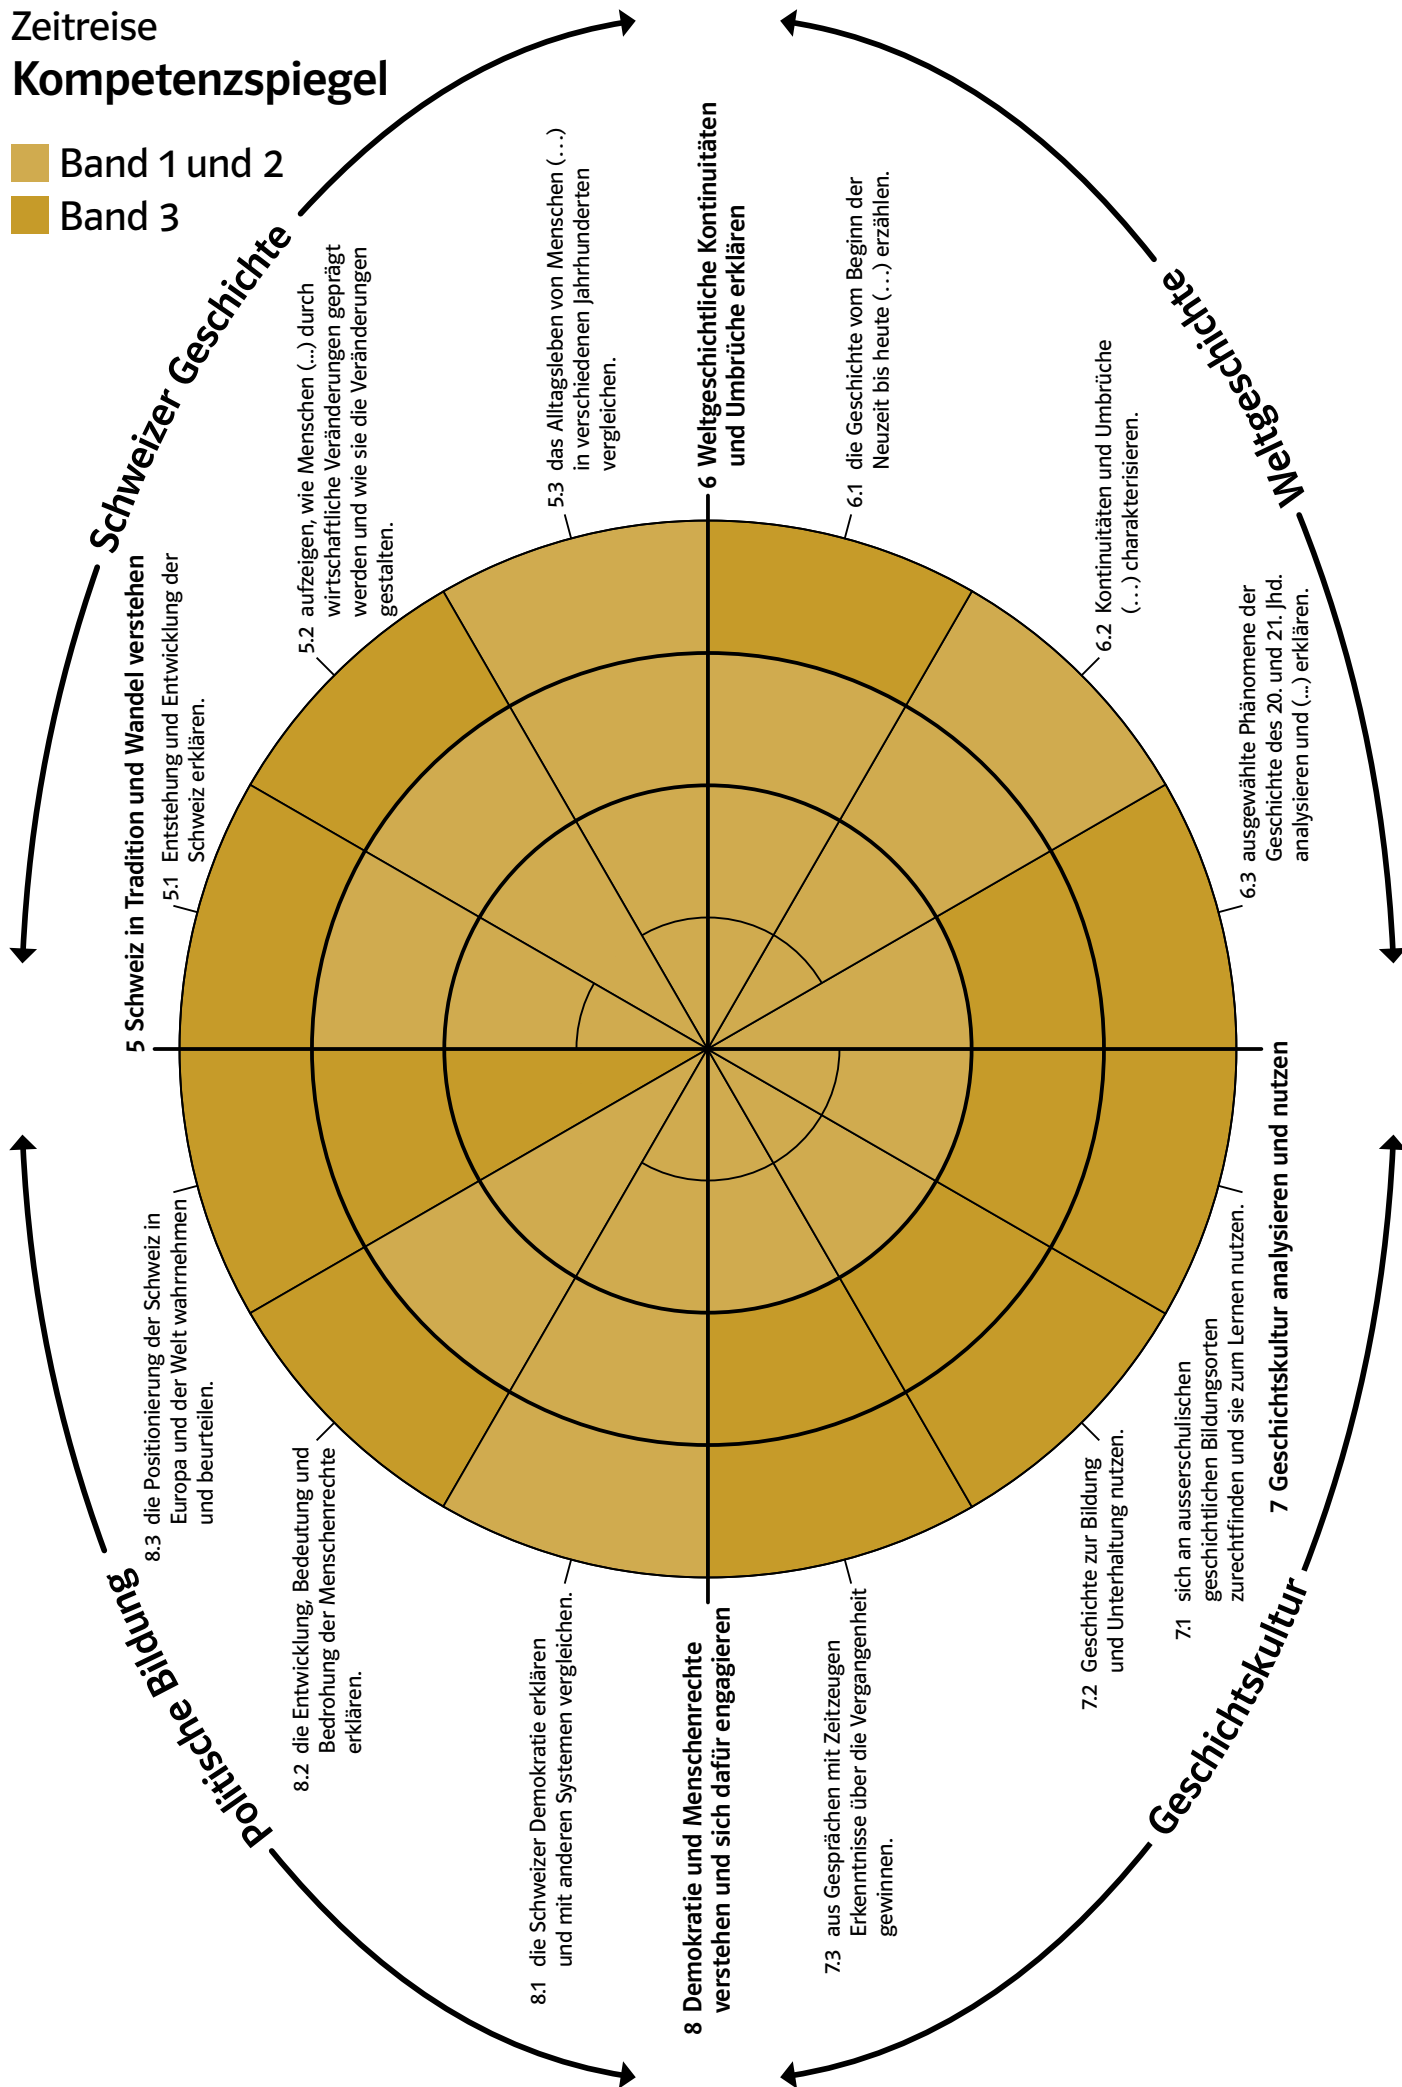 Zeitreise
Kompetenzspiegel
Band 1 und 2
Band 3
Schweizer Geschichte
5 Schweiz in Tradition und Wandel verstehen
5.1 Entstehung und Entwicklung der
Schweiz erklären.
5.2 aufzeigen, wie Menschen (...) durch
wirtschaftliche Veränderungen geprägt
werden und wie sie die Veränderungen
gestalten.
5.3 das Alltagsleben von Menschen (…)
in verschiedenen Jahrhunderten
vergleichen.
Weltgeschichte
6 Weltgeschichtliche Kontinuitäten
und Umbrüche erklären
6.1 die Geschichte vom Beginn der
Neuzeit bis heute (…) erzählen.
6.2 Kontinuitäten und Umbrüche
(…) charakterisieren.
6.3 ausgewählte Phänomene der
Geschichte des 20. und 21. Jhd.
analysieren und (...) erklären.
Geschichtskultur
7 Geschichtskultur analysieren und nutzen
7.1 sich an ausserschulischen
geschichtlichen Bildungsorten
zurechtfinden und sie zum Lernen nutzen.
7.2 Geschichte zur Bildung
und Unterhaltung nutzen.
7.3 aus Gesprächen mit Zeitzeugen
Erkenntnisse über die Vergangenheit
gewinnen.
Politische Bildung
8 Demokratie und Menschenrechte
verstehen und sich dafür engagieren
8.1 die Schweizer Demokratie erklären
und mit anderen Systemen vergleichen.
8.2 die Entwicklung, Bedeutung und
Bedrohung der Menschenrechte
erklären.
8.3 die Positionierung der Schweiz in
Europa und der Welt wahrnehmen
und beurteilen.